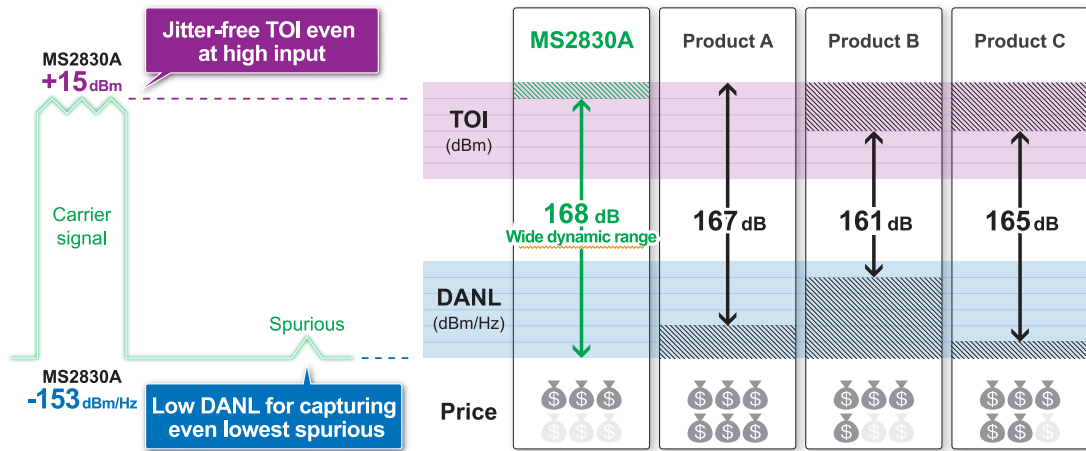 Jitter-free TOI even
at high input
MS2830A
+15 dBm
Carrier
signal
Spurious
MS2830A
-153 dBm/Hz
Low DANL for capturing
even lowest spurious
MS2830A
Product A
Product B
Product C
TOI
(dBm)
168 dB
Wide dynamic range
167 dB
161 dB
165 dB
DANL
(dBm/Hz)
Price
$ $ $
$ $ $
$ $ $
$ $ $
$ $ $
$ $ $
$ $ $
$ $ $